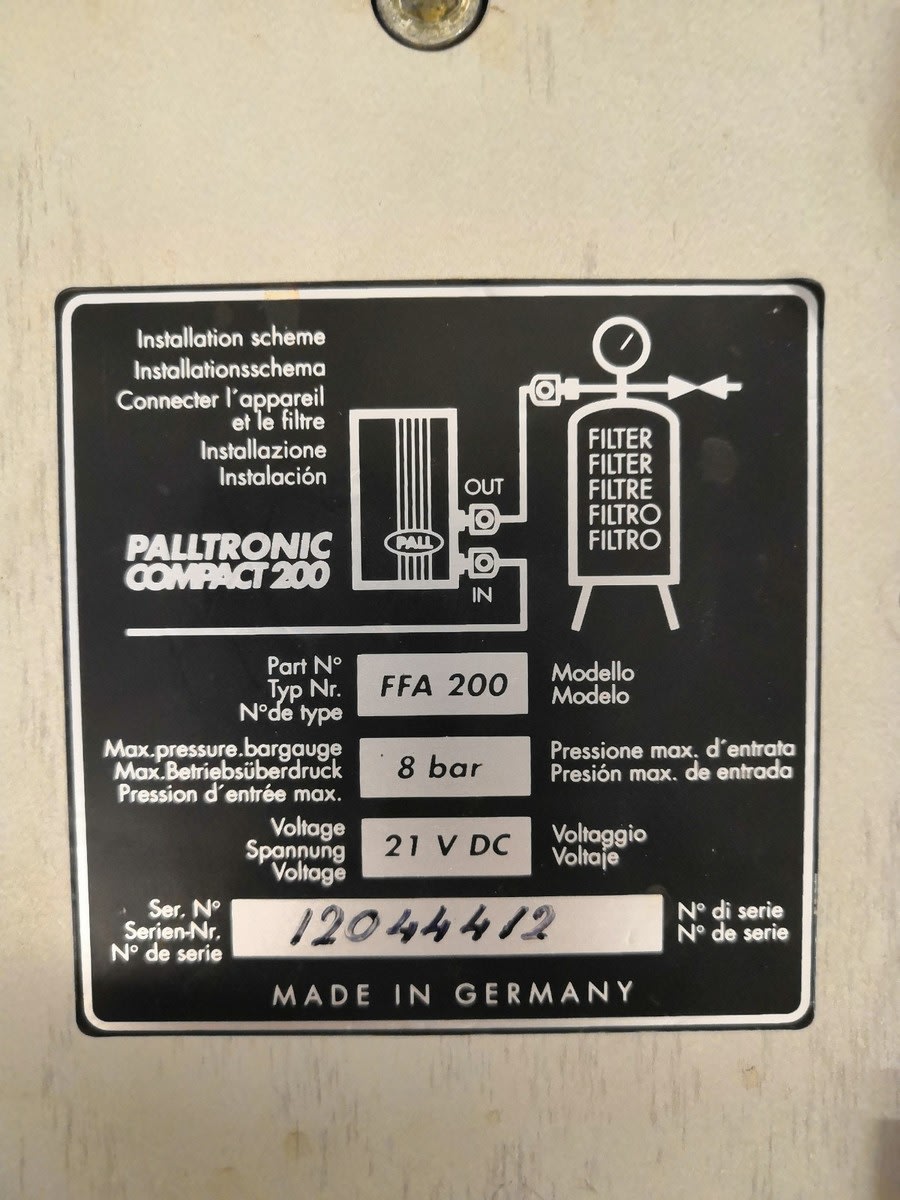 Installation scheme
Installationsschema
Connecter l´appareil
et le filtre
Installazione
Instalación
PALLTRONIC
COMPACT 200
PALL
OUT
IN
FILTER
FILTER
FILTRE
FILTRO
FILTRO
Part N°
Typ Nr.
N°de type
FFA 200
Modello
Modelo
Max.pressure.bargauge
Max.Betriebsüberdruck
Pression d´entrée max.
8 bar
Pressione max. d´entrata
Presión max. de entrada
Voltage
Spannung
Voltage
21 V DC
Voltaggio
Voltaje
Ser. N°
Serien-Nr.
N° de serie
12044412
N° di serie
N° de serie
MADE IN GERMANY